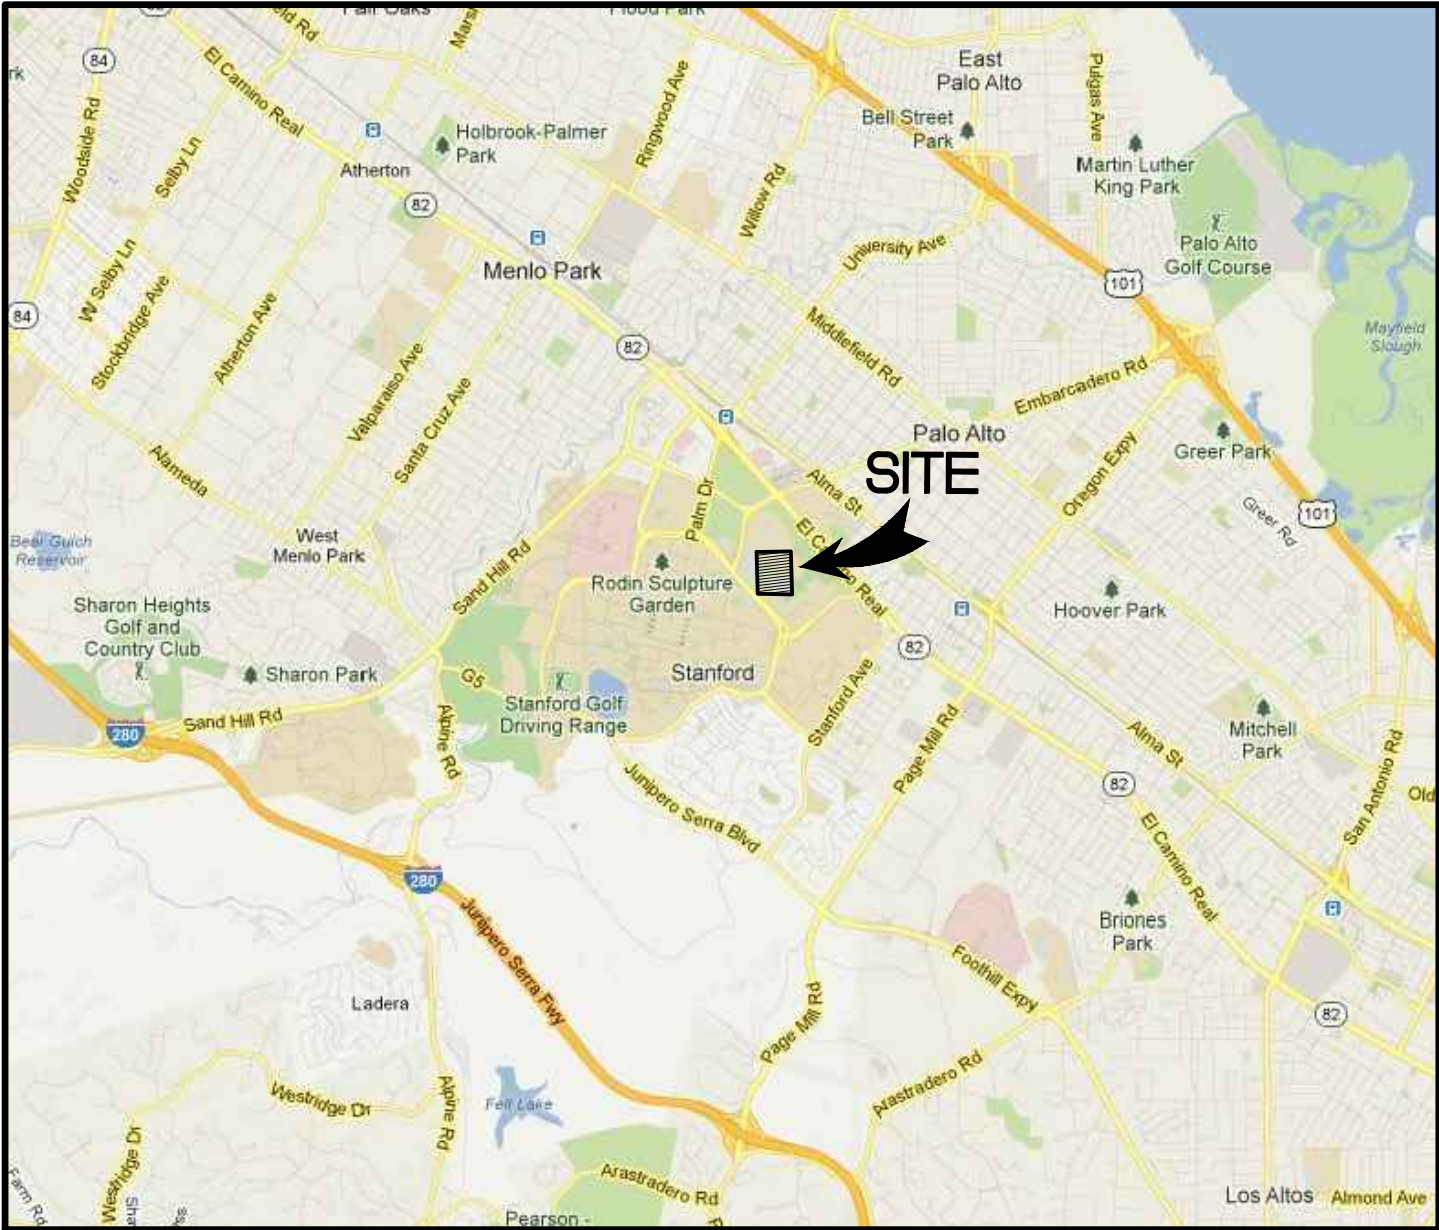 El Camino Real
84
Woodside Rd
Selby Ln
Atherton
Holbrook-Palmer
Park
82
Ringwood Ave
Willow Rd
East
Palo Alto
Bell Street
Park
Pulgas Ave
Martin Luther
King Park
University Ave
Palo Alto
Golf Course
101
W Selby Ln
Stockbridge Ave
84
Atherton Ave
Menlo Park
82
Middlefield Rd
Mayfield
Slough
Valparaiso Ave
Santa Cruz Ave
Embarcadero Rd
Palo Alto
Greer Park
Alameda
SITE
Alma St
Oregon Expy
Greer Rd
101
Palm Dr
El Camino Real
West
Menlo Park
Bear Gulch
Reservoir
Sand Hill Rd
Rodin Sculpture
Garden
Hoover Park
Sharon Heights
Golf and
Country Club
Sharon Park
82
Stanford
G5
Stanford Golf
Driving Range
Stanford Ave
Sand Hill Rd
280
Alpine Rd
Page Mill Rd
Alma St
Mitchell
Park
San Antonio Rd
Old
82
Junipero Serra Blvd
El Camino Real
280
Junipero Serra Fwy
Briones
Park
Foothill Expy
Ladera
Page Mill Rd
82
Arastradero Rd
Westridge Dr
Alpine Rd
Felt Lake
Westridge Dr
Arastradero Rd
Farm Rd
Los Altos
Almond Ave
Pearson -